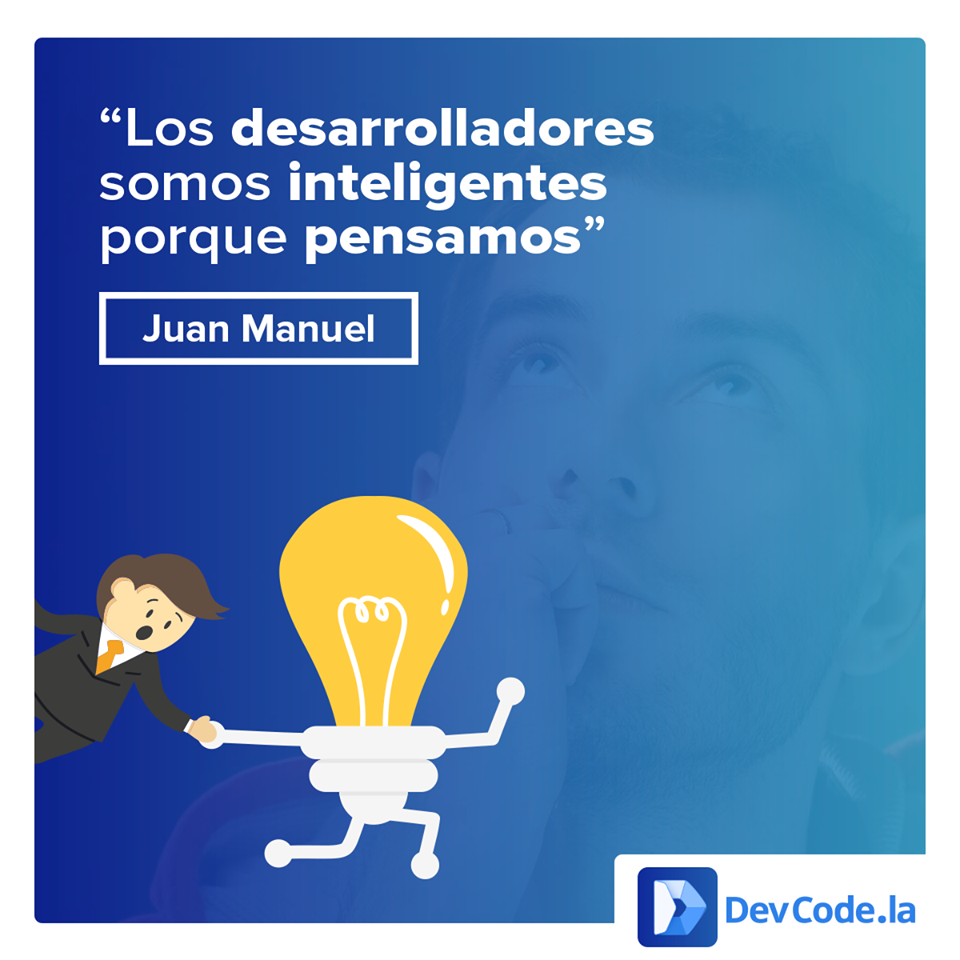 “Los desarrolladores
somos inteligentes
porque pensamos”
Juan Manuel
DevCode.la